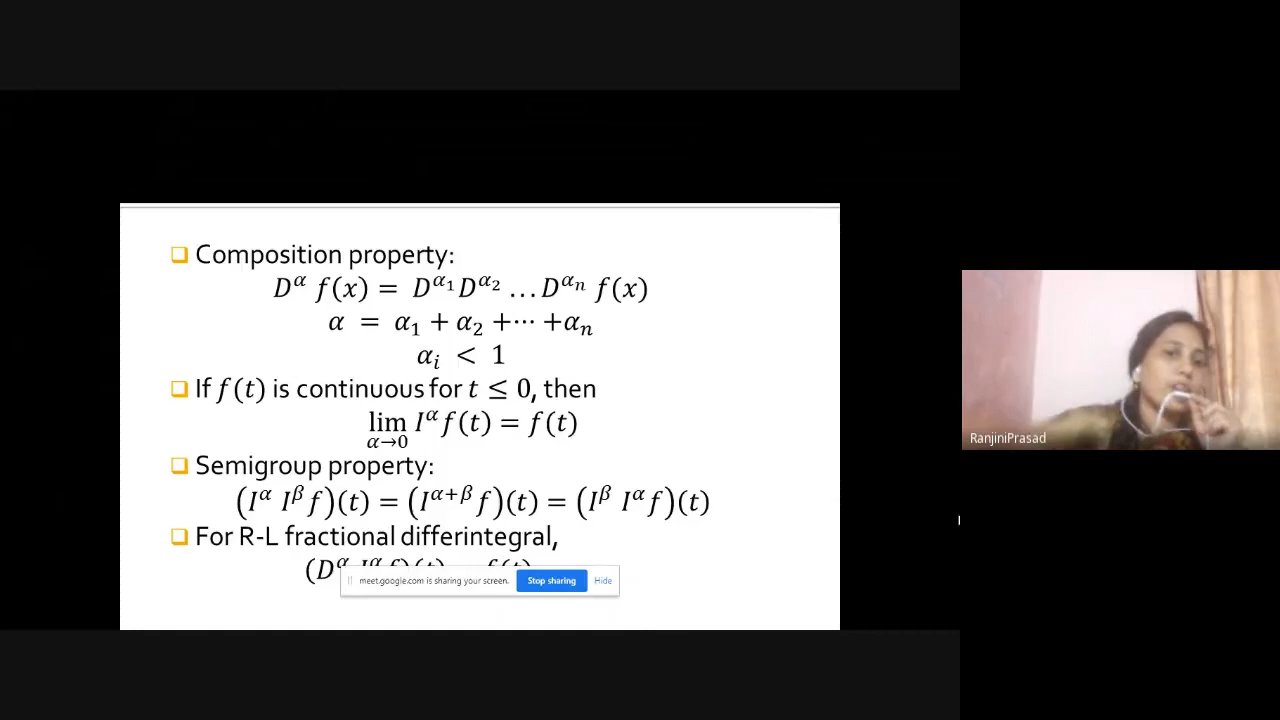 ❑ Composition property:
D^α f(x) = D^{α_1} D^{α_2} … D^{α_n} f(x)
α = α_1 + α_2 + ⋯ + α_n
α_i < 1
❑ If f(t) is continuous for t ≤ 0, then
lim_{α→0} I^α f(t) = f(t)
❑ Semigroup property:
(I^α I^β f)(t) = (I^{α+β} f)(t) = (I^β I^α f)(t)
❑ For R-L fractional differintegral,
(D^α I^α f)(t) = f(t)
meet.google.com is sharing your screen. Stop sharing Hide
RanjiniPrasad